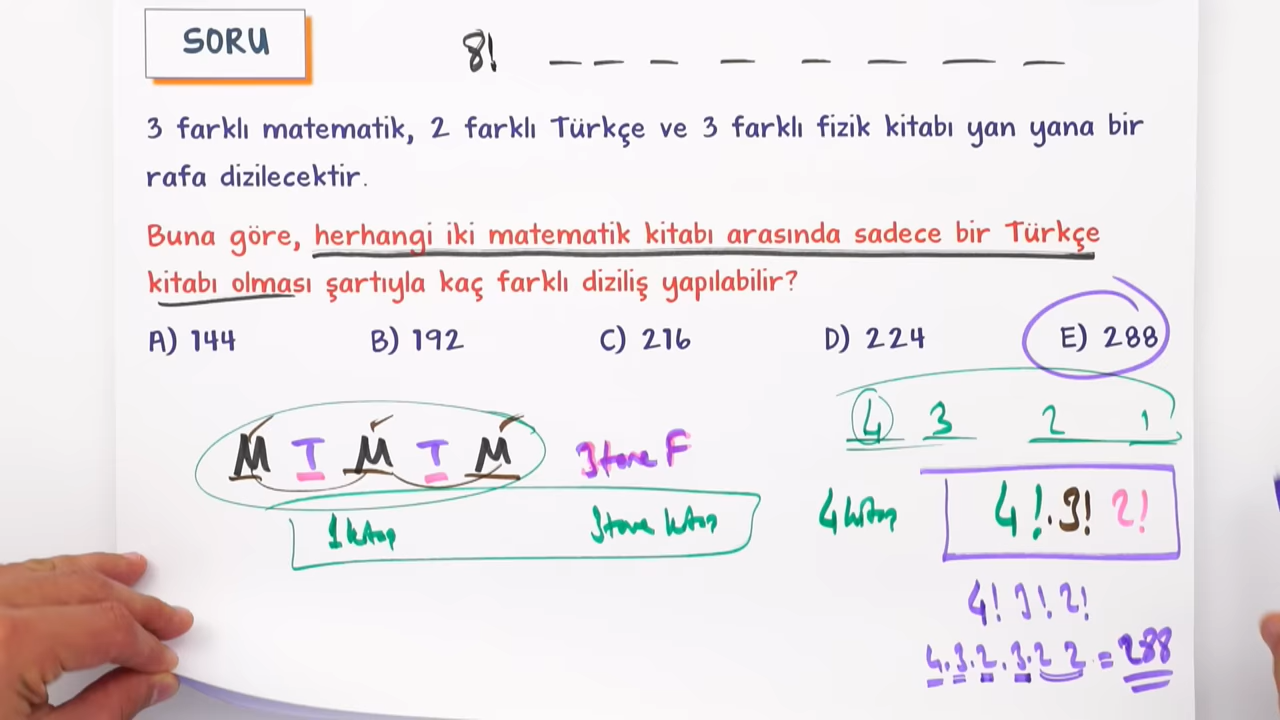 SORU
8!
3 farklı matematik, 2 farklı Türkçe ve 3 farklı fizik kitabı yan yana bir
rafa dizilecektir.
Buna göre, herhangi iki matematik kitabı arasında sadece bir Türkçe
kitabı olması şartıyla kaç farklı diziliş yapılabilir?
A) 144 B) 192 C) 216 D) 224 E) 288
4 3 2 1
M T M T M 3 tane F
1 kitap 3 tane kitap 4 kitap 4! . 3! 2!
4! 3! 2!
4.3.2.3.2 2 = 288